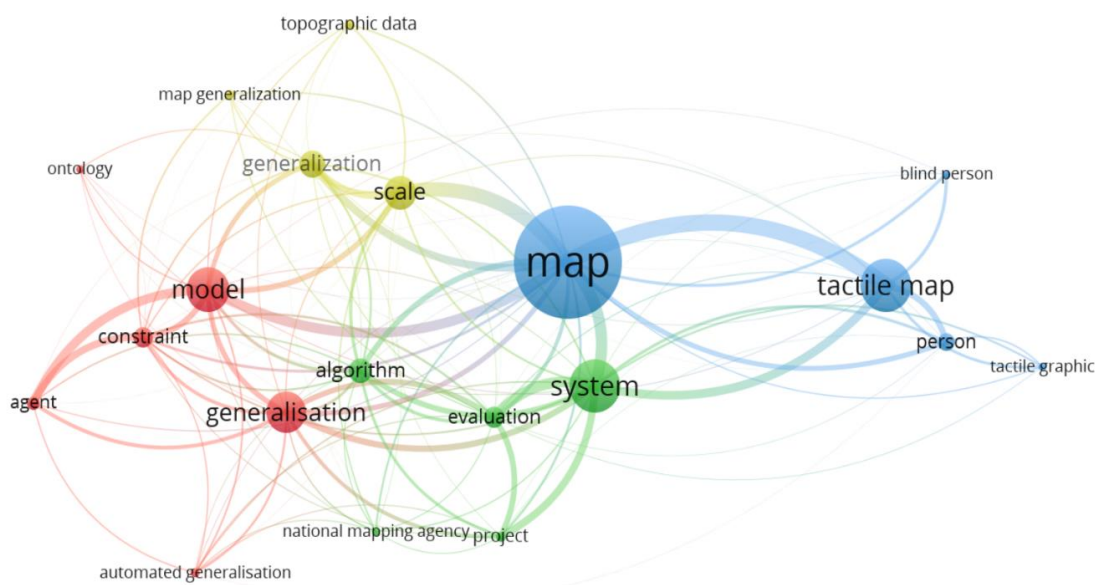 topographic data
map generalization
generalization
ontology
scale
blind person
map
model
tactile map
constraint
person
algorithm
tactile graphic
system
agent
generalisation
evaluation
national mapping agency
project
automated generalisation